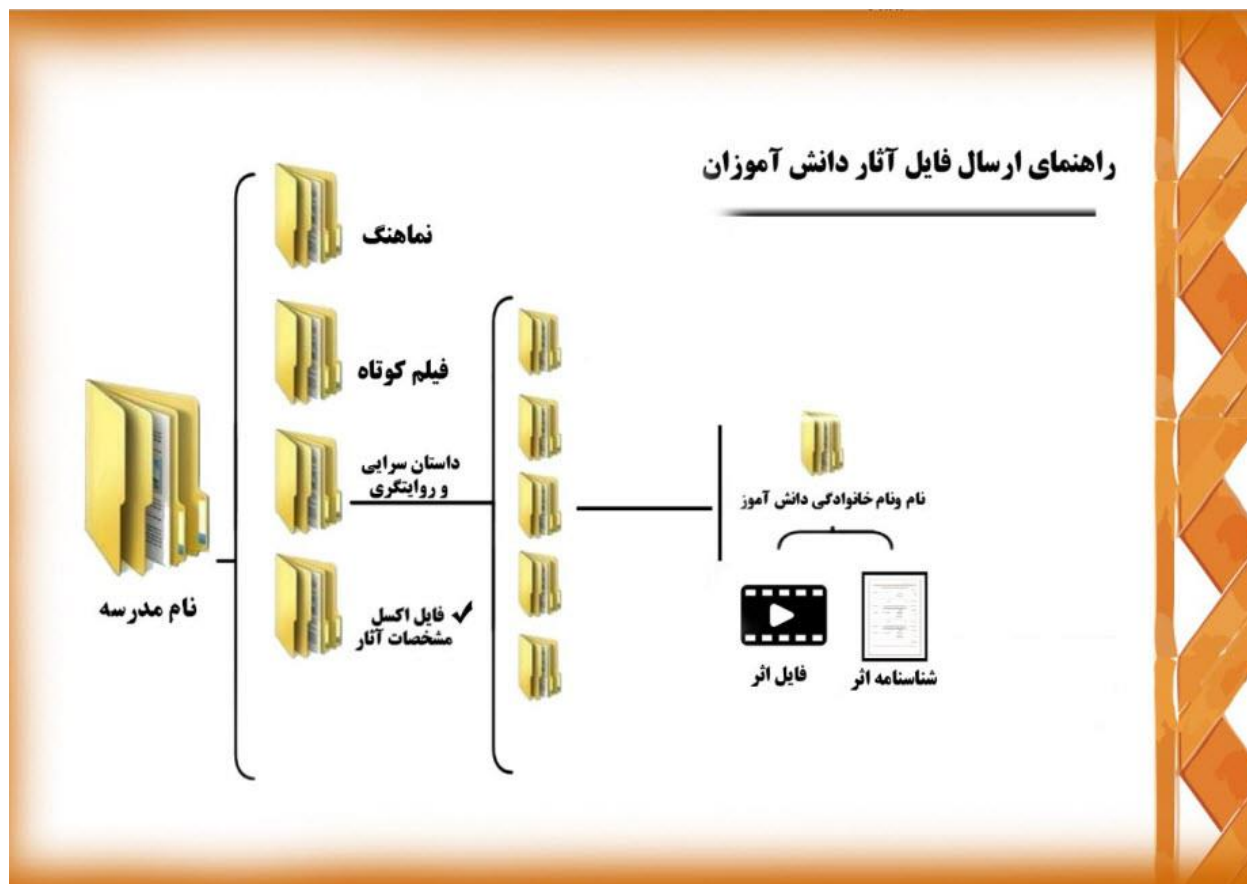 راهنمای ارسال فایل آثار دانش آموزان
نماهنگ
فیلم کوتاه
داستان سرایی
و روایتگری
فایل اکسل
مشخصات آثار
نام مدرسه
نام ونام خانوادگی دانش آموز
شناسنامه اثر
فایل اثر